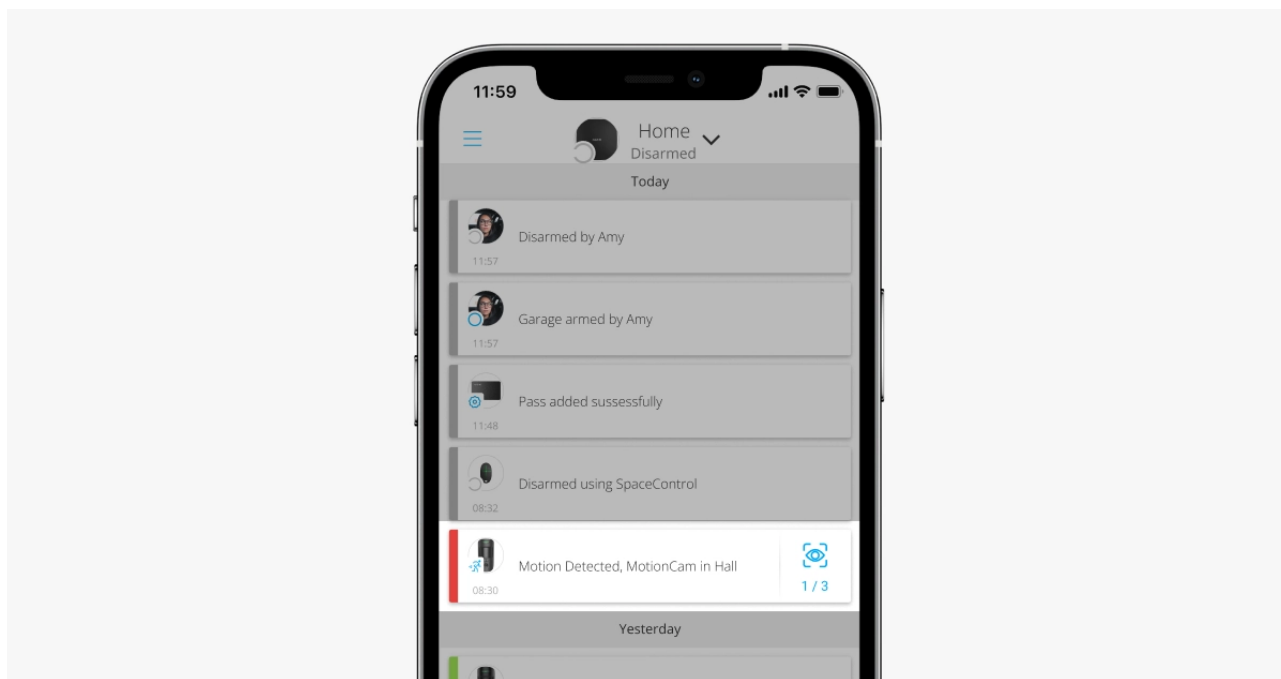 11:59
Home
Disarmed
Today
Disarmed by Amy
11:57
Garage armed by Amy
11:57
Pass added sussessfully
11:48
Disarmed using SpaceControl
08:32
Motion Detected, MotionCam in Hall
08:30
1 / 3
Yesterday